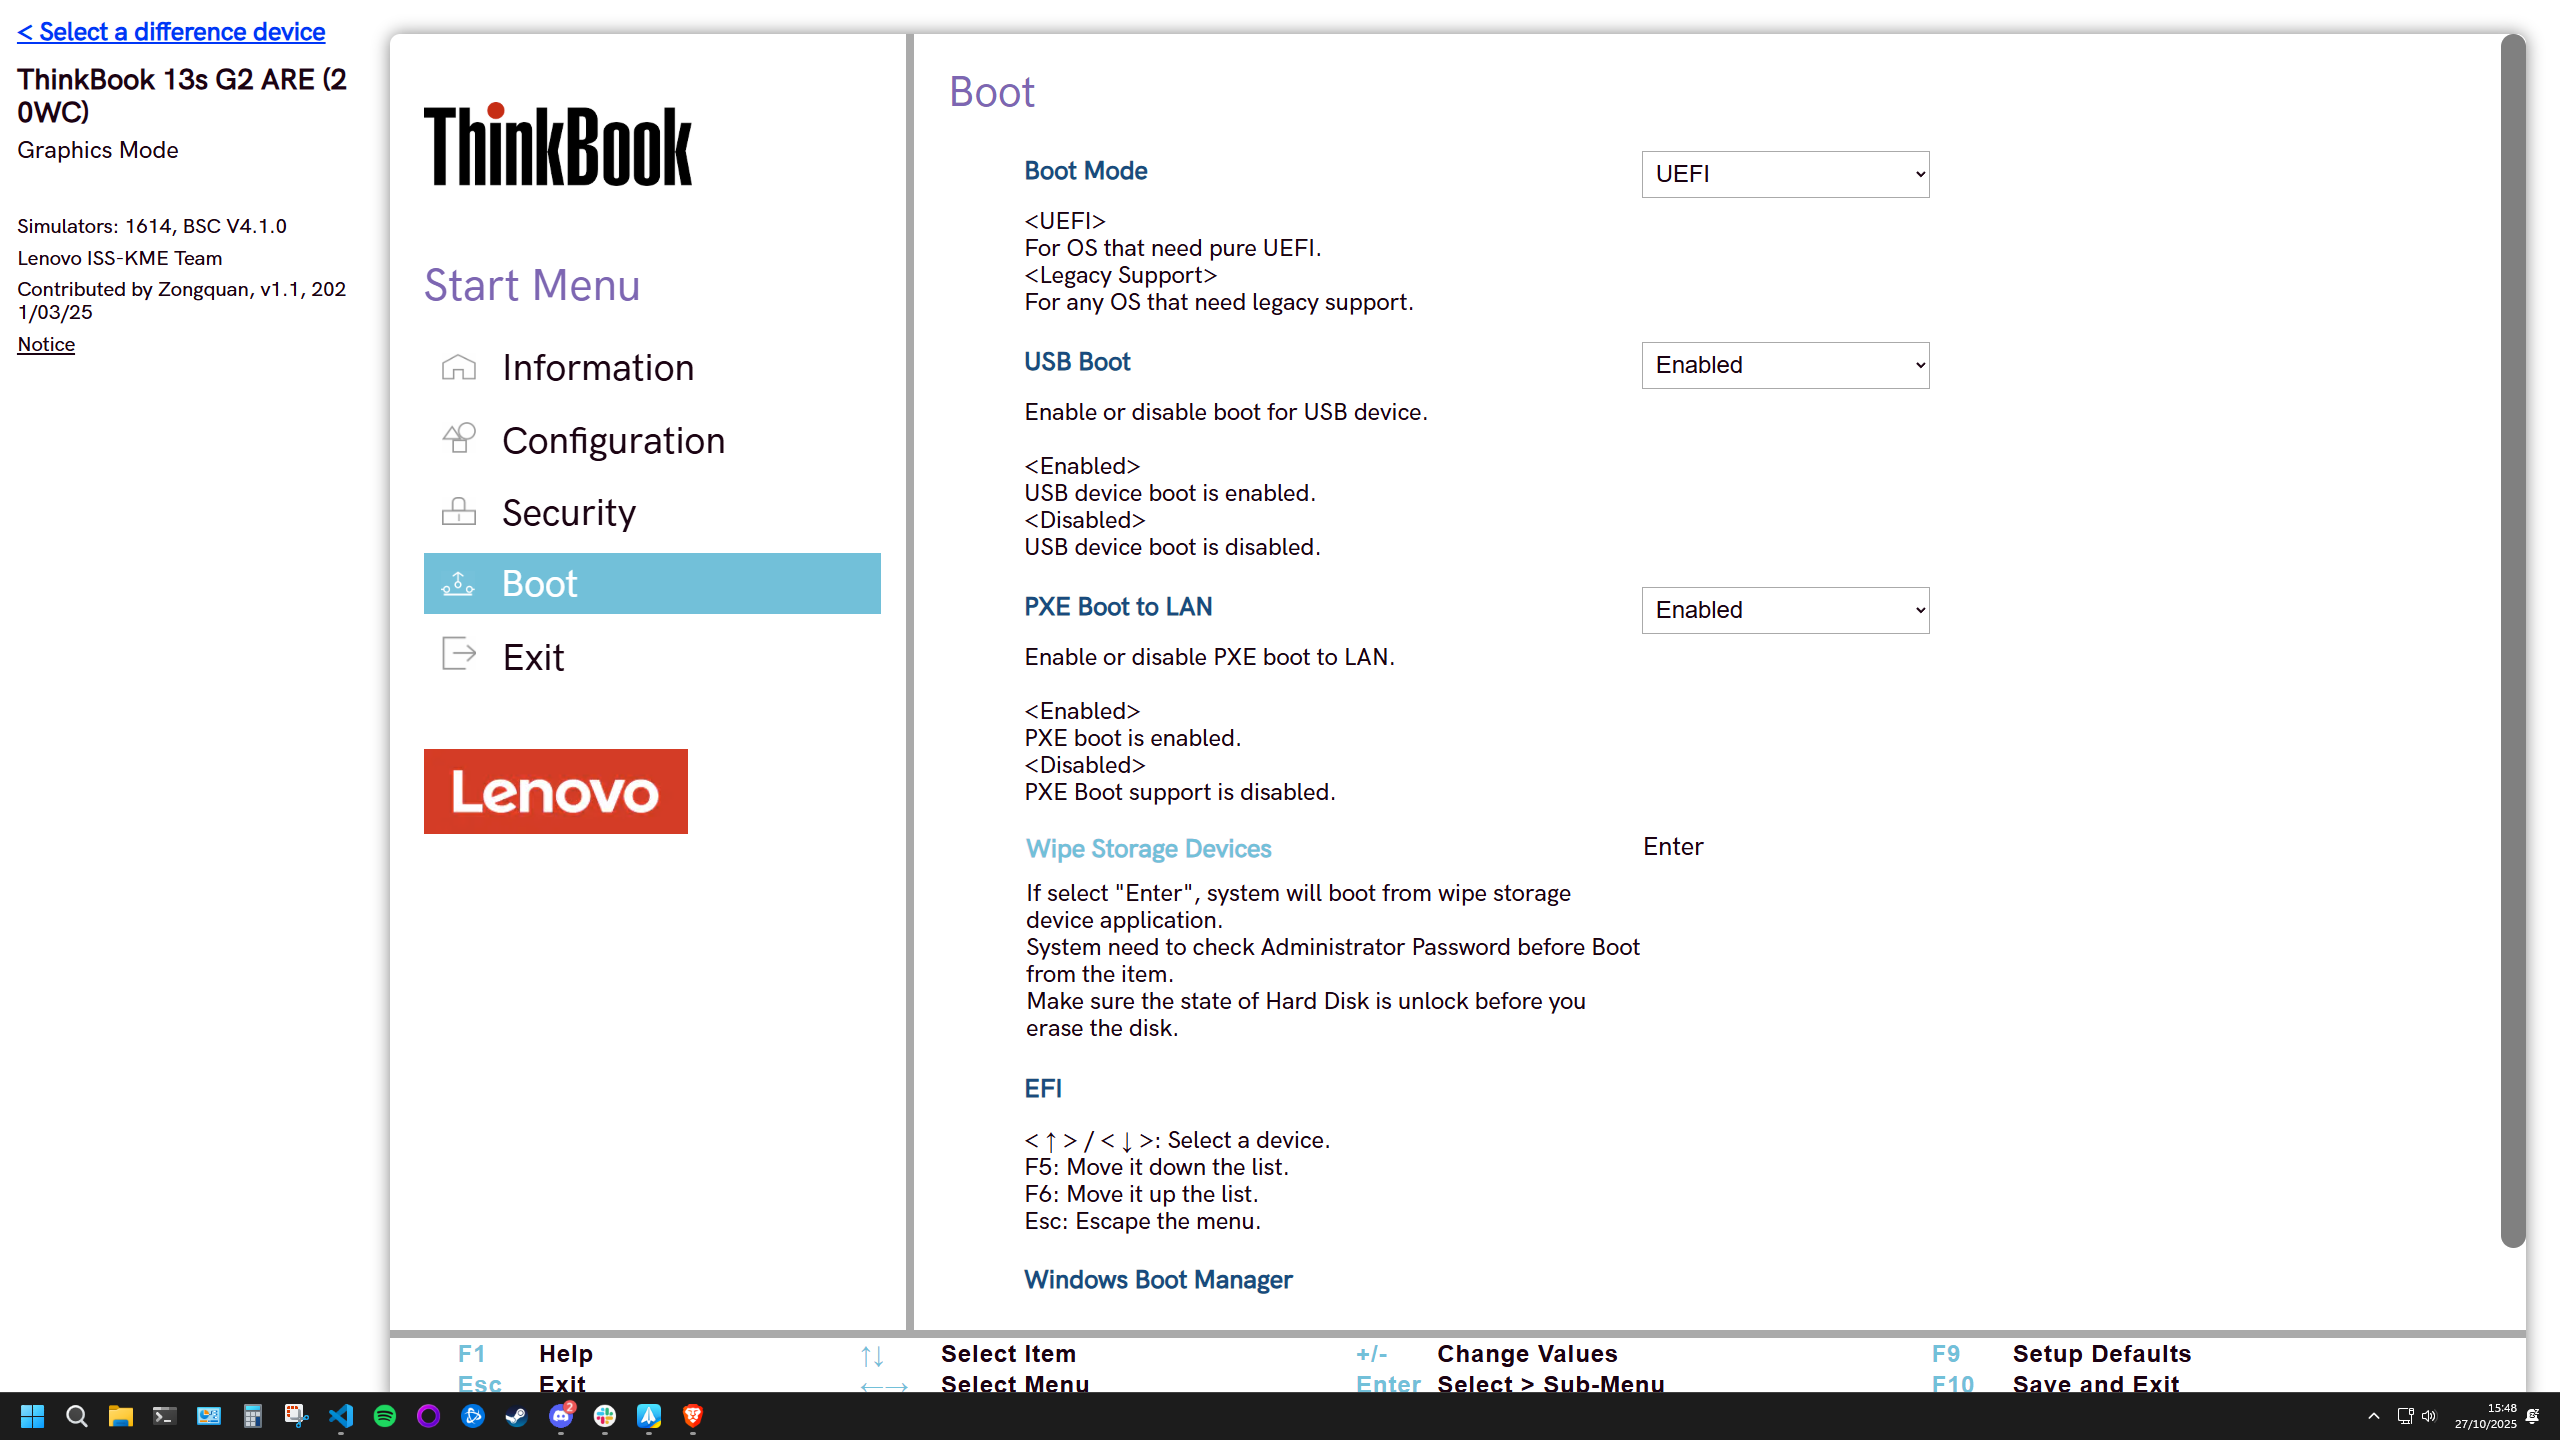 < Select a difference device
ThinkBook 13s G2 ARE (2
0WC)
Graphics Mode
Simulators: 1614, BSC V4.1.0
Lenovo ISS-KME Team
Contributed by Zongquan, v1.1, 202
1/03/25
Notice
ThinkBook
Start Menu
Information
Configuration
Security
Boot
Exit
Lenovo
Boot
Boot Mode
UEFI
<UEFI>
For OS that need pure UEFI.
<Legacy Support>
For any OS that need legacy support.
USB Boot
Enabled
Enable or disable boot for USB device.
<Enabled>
USB device boot is enabled.
<Disabled>
USB device boot is disabled.
PXE Boot to LAN
Enabled
Enable or disable PXE boot to LAN.
<Enabled>
PXE boot is enabled.
<Disabled>
PXE Boot support is disabled.
Wipe Storage Devices
Enter
If select "Enter", system will boot from wipe storage
device application.
System need to check Administrator Password before Boot
from the item.
Make sure the state of Hard Disk is unlock before you
erase the disk.
EFI
< ↑ > / < ↓ >: Select a device.
F5: Move it down the list.
F6: Move it up the list.
Esc: Escape the menu.
Windows Boot Manager
F1 Help ↑↓ Select Item +/- Change Values F9 Setup Defaults
Esc Exit ←→ Select Menu Enter Select > Sub-Menu F10 Save and Exit
2
15:48
27/10/2025